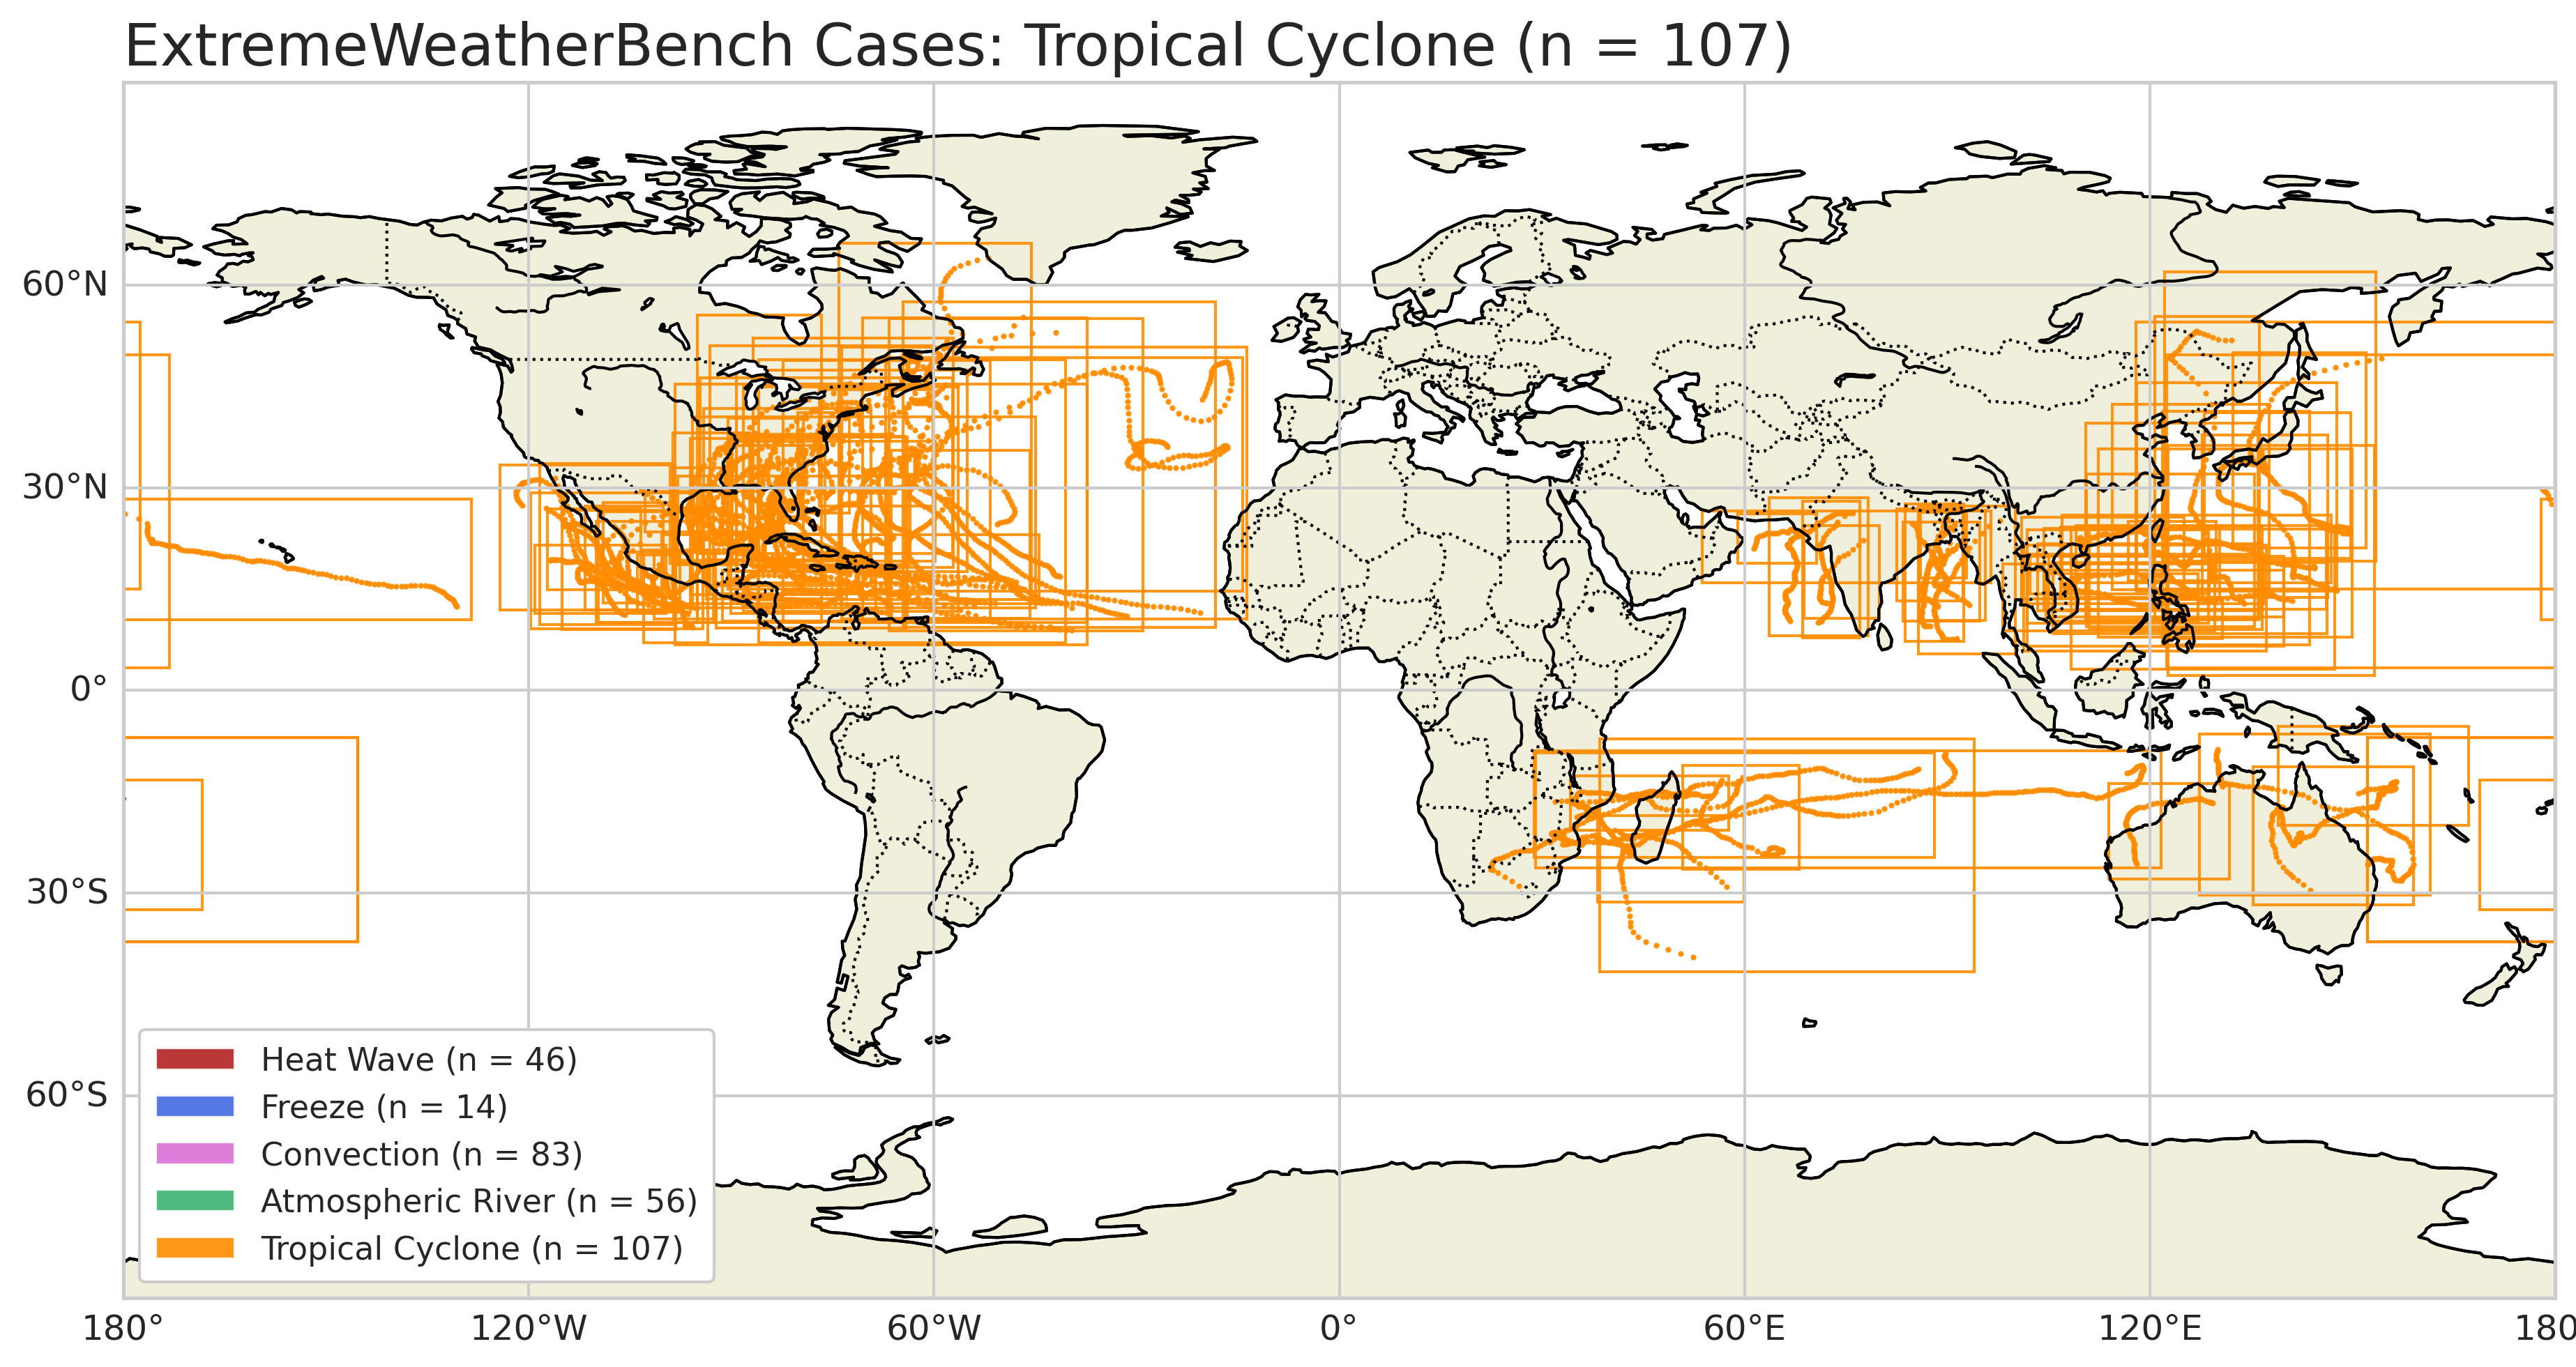 ExtremeWeatherBench Cases: Tropical Cyclone (n = 107)
60°N
30°N
0°
30°S
60°S
Heat Wave (n = 46)
Freeze (n = 14)
Convection (n = 83)
Atmospheric River (n = 56)
Tropical Cyclone (n = 107)
180° 120°W 60°W 0° 60°E 120°E 180